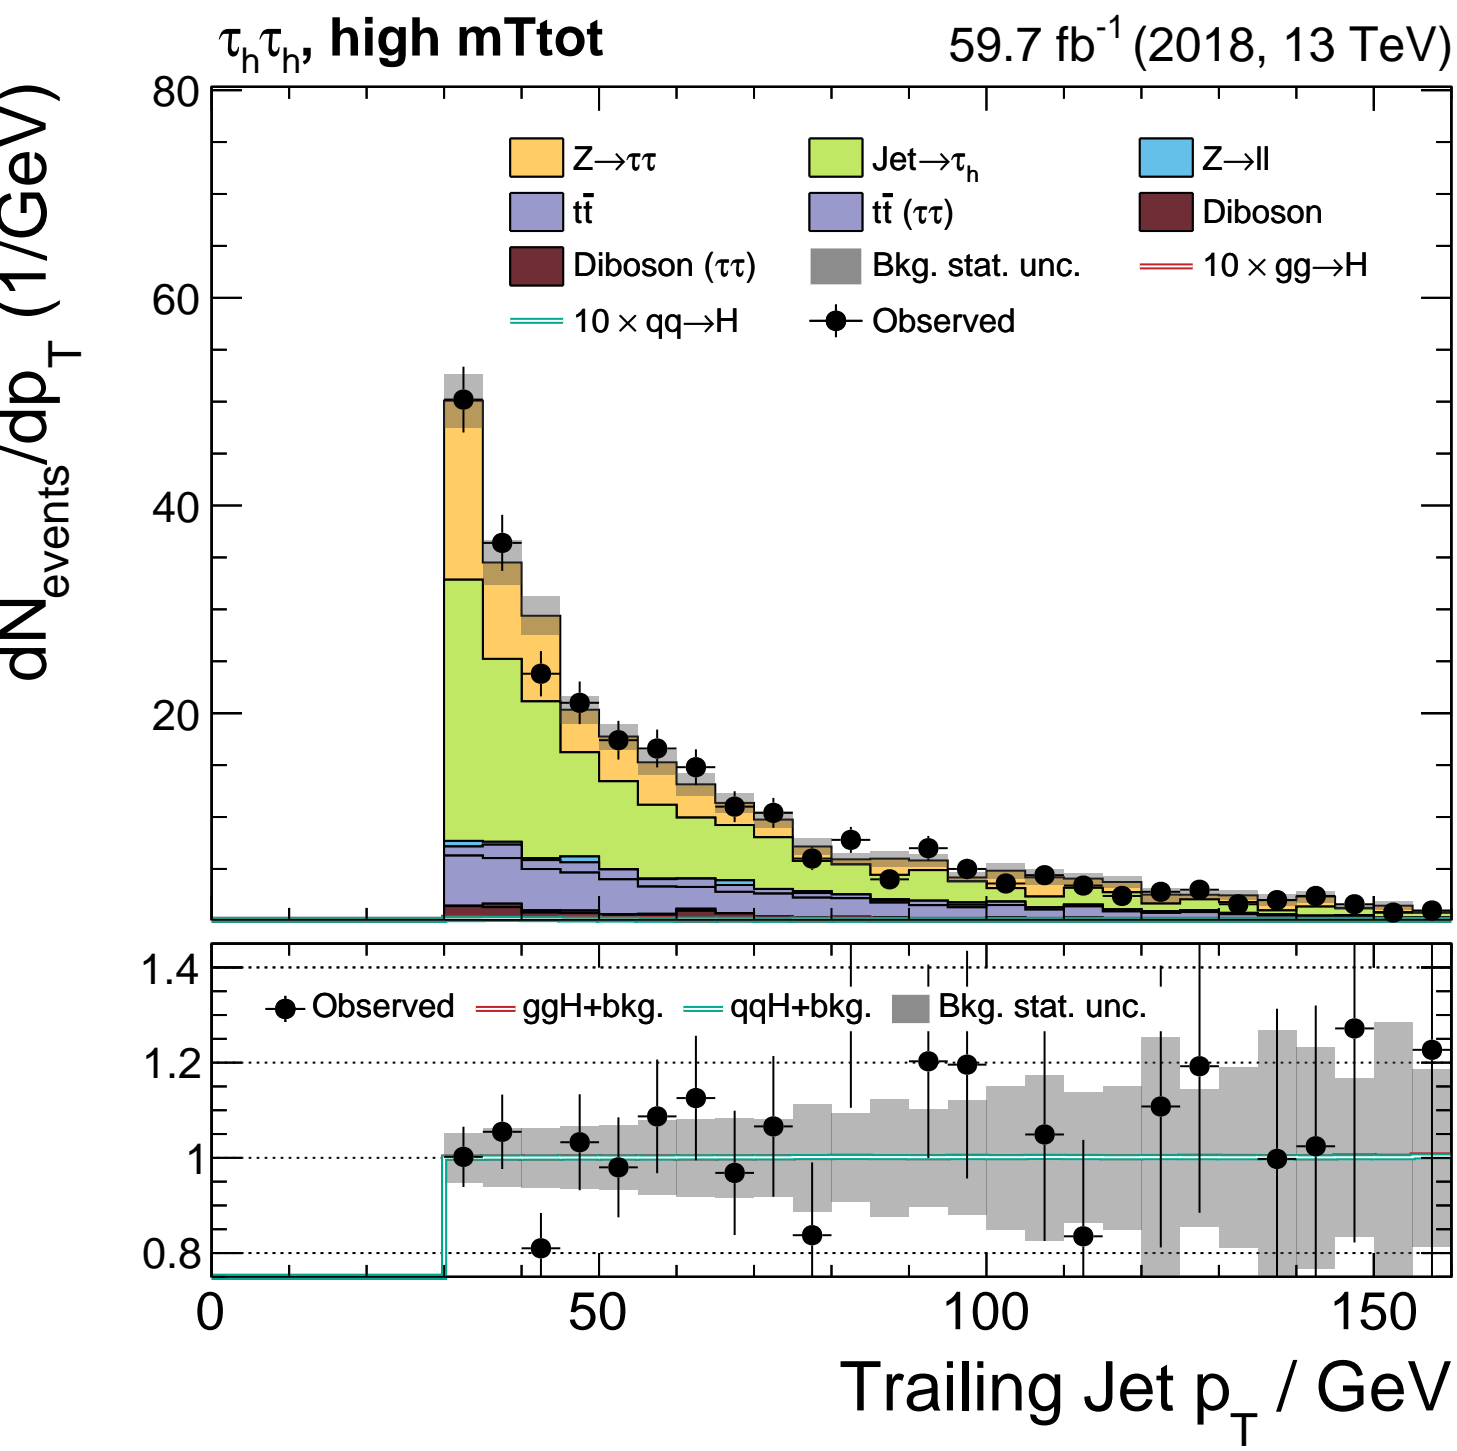 τhτh, high mTtot 59.7 fb-1 (2018, 13 TeV)
dNevents/dpT (1/GeV)
80
60
40
20
Z→ττ Jet→τh Z→ll
tt̄ tt̄ (ττ) Diboson
Diboson (ττ) Bkg. stat. unc. 10 × gg→H
10 × qq→H Observed
1.4
1.2
1
0.8
Observed ggH+bkg. qqH+bkg. Bkg. stat. unc.
0 50 100 150
Trailing Jet pT / GeV